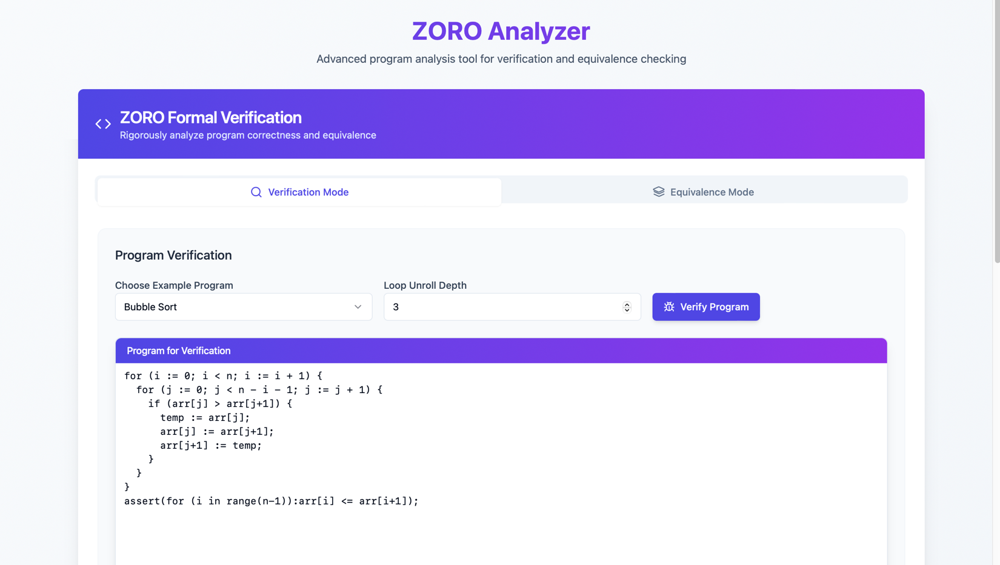 ZORO Analyzer
Advanced program analysis tool for verification and equivalence checking
ZORO Formal Verification
Rigorously analyze program correctness and equivalence
Verification Mode
Equivalence Mode
Program Verification
Choose Example Program
Loop Unroll Depth
Bubble Sort
3
Verify Program
Program for Verification
for (i := 0; i < n; i := i + 1) {
  for (j := 0; j < n - i - 1; j := j + 1) {
    if (arr[j] > arr[j+1]) {
      temp := arr[j];
      arr[j] := arr[j+1];
      arr[j+1] := temp;
    }
  }
}
assert(for (i in range(n-1)):arr[i] <= arr[i+1]);